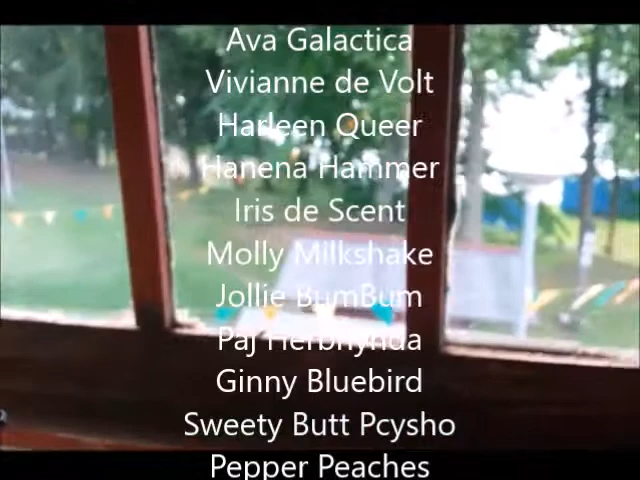 Ava Galactica
Vivianne de Volt
Harleen Queer
Hanena Hammer
Iris de Scent
Molly Milkshake
Jollie BumBum
Paj
Ginny Bluebird
Sweety Butt Pcysho
Pepper Peaches